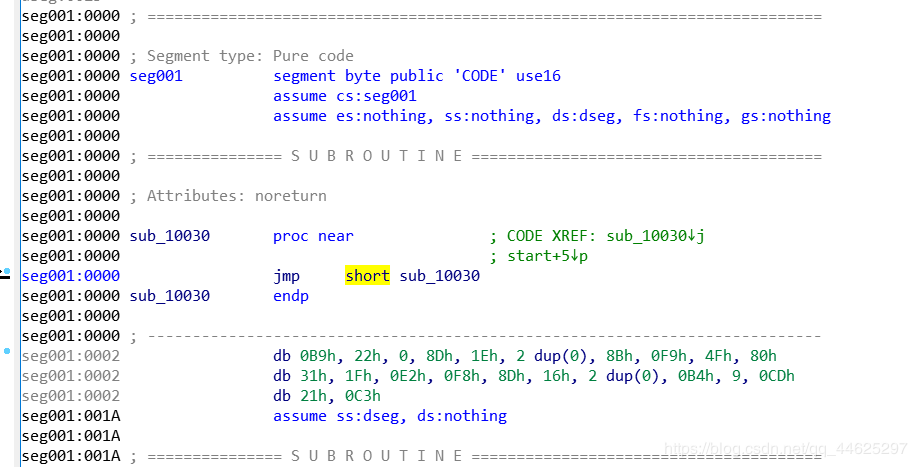 seg001:0000 ; ===========================================================================
seg001:0000
seg001:0000 ; Segment type: Pure code
seg001:0000 seg001 segment byte public 'CODE' use16
seg001:0000 assume cs:seg001
seg001:0000 assume es:nothing, ss:nothing, ds:dseg, fs:nothing, gs:nothing
seg001:0000
seg001:0000 ; =============== S U B R O U T I N E =======================================
seg001:0000
seg001:0000 ; Attributes: noreturn
seg001:0000
seg001:0000 sub_10030 proc near ; CODE XREF: sub_10030↓j
seg001:0000 ; start+5↓p
seg001:0000 jmp short sub_10030
seg001:0000 sub_10030 endp
seg001:0000
seg001:0000 ; ---------------------------------------------------------------------------
seg001:0002 db 0B9h, 22h, 0, 8Dh, 1Eh, 2 dup(0), 8Bh, 0F9h, 4Fh, 80h
seg001:0002 db 31h, 1Fh, 0E2h, 0F8h, 8Dh, 16h, 2 dup(0), 0B4h, 9, 0CDh
seg001:0002 db 21h, 0C3h
seg001:001A assume ss:dseg, ds:nothing
seg001:001A
seg001:001A ; =============== S U B R O U T I N E =======================================
https://blog.csdn.net/qq_44625297